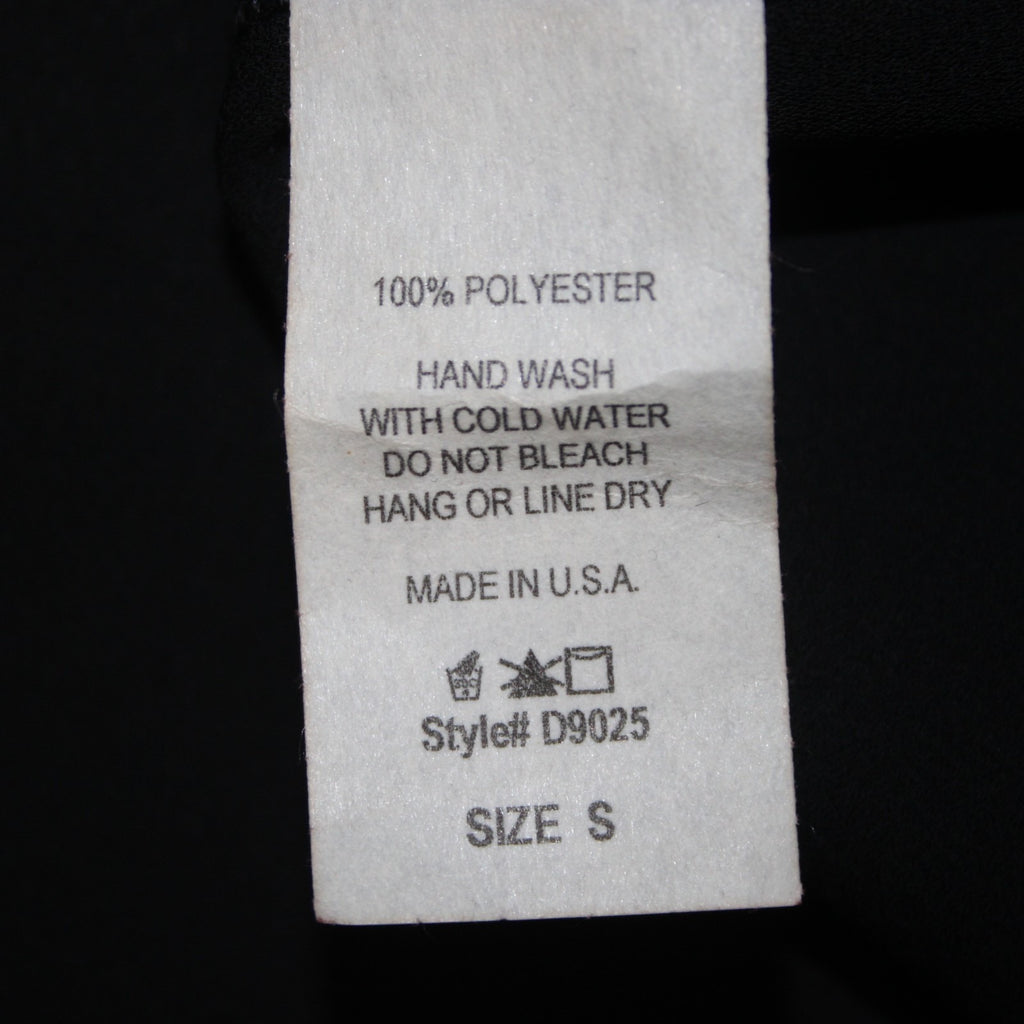 100% POLYESTER
HAND WASH
WITH COLD WATER
DO NOT BLEACH
HANG OR LINE DRY
MADE IN U.S.A.
Style# D9025
SIZE S